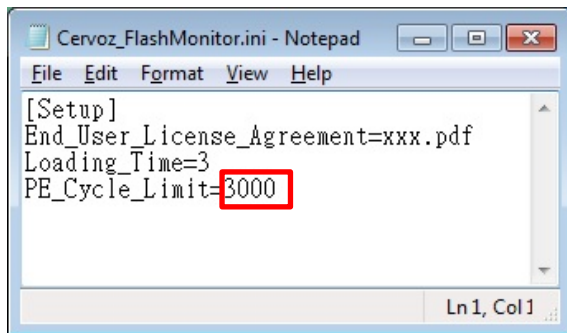 Cervoz_FlashMonitor.ini - Notepad
File Edit Format View Help
[Setup]
End_User_License_Agreement=xxx.pdf
Loading_Time=3
PE_Cycle_Limit=3000
Ln 1, Col 1